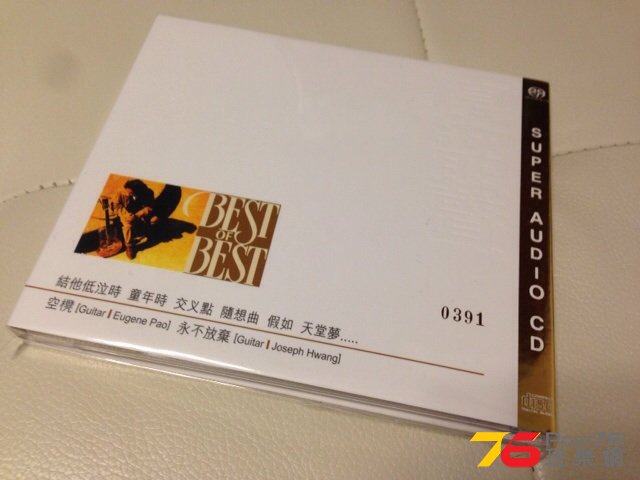 SUPER AUDIO CD
BEST
OF
BEST
結他低泣時 童年時 交义點 隨想曲 假如 天堂夢.....
空櫈 [Guitar | Eugene Pao] 永不放棄 [Guitar | Joseph Hwang]
0391
76